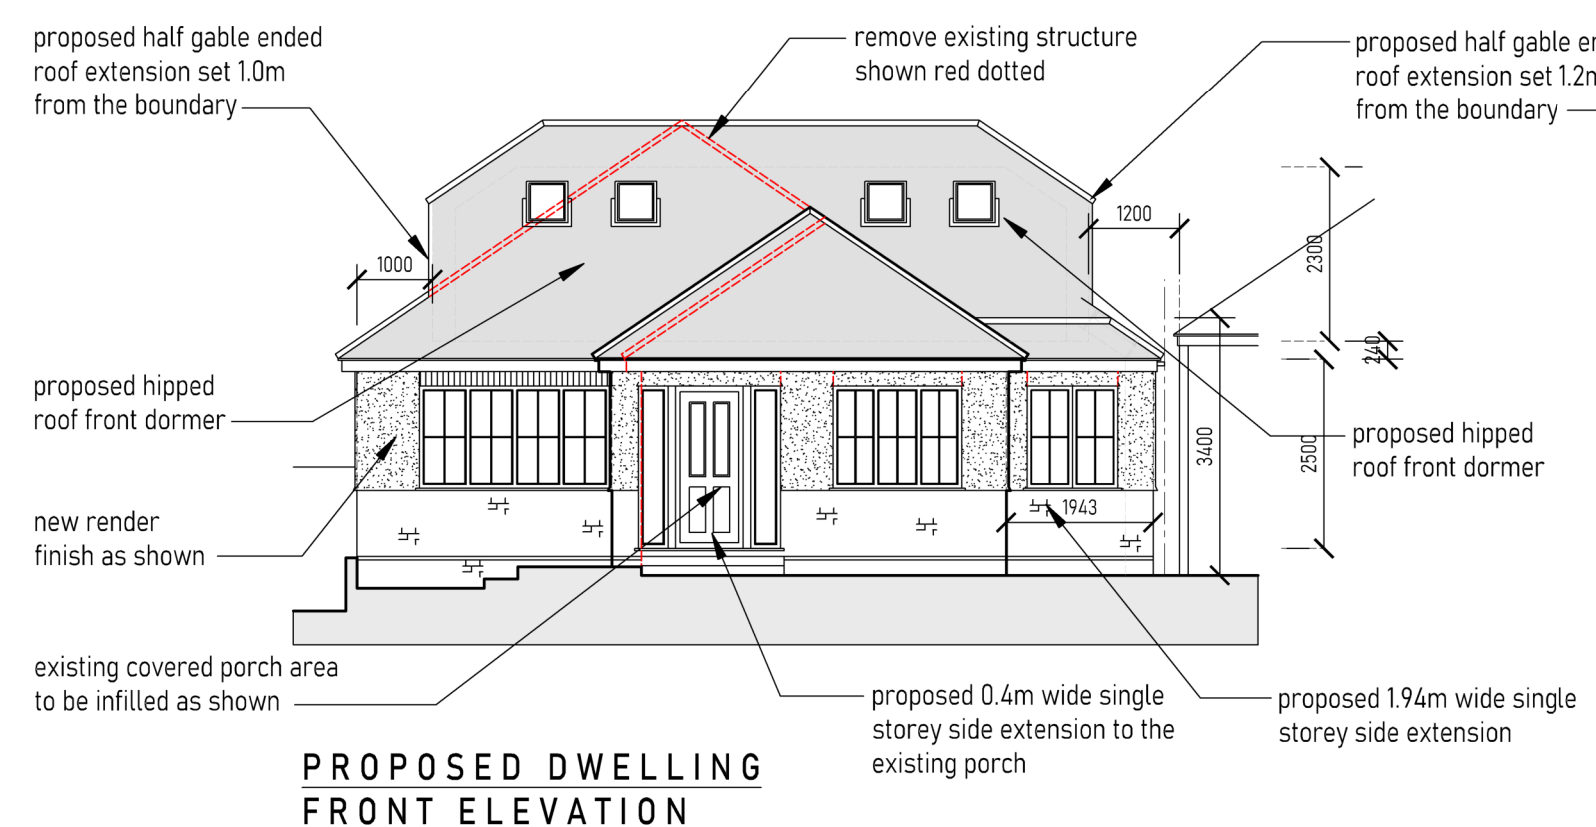 proposed half gable ended
roof extension set 1.0m
from the boundary
remove existing structure
shown red dotted
proposed half gable en
roof extension set 1.2m
from the boundary
1200
2300
1000
240
proposed hipped
roof front dormer
3400
2500
proposed hipped
roof front dormer
new render
finish as shown
1943
existing covered porch area
to be infilled as shown
proposed 0.4m wide single
storey side extension to the
existing porch
proposed 1.94m wide single
storey side extension
PROPOSED DWELLING
FRONT ELEVATION